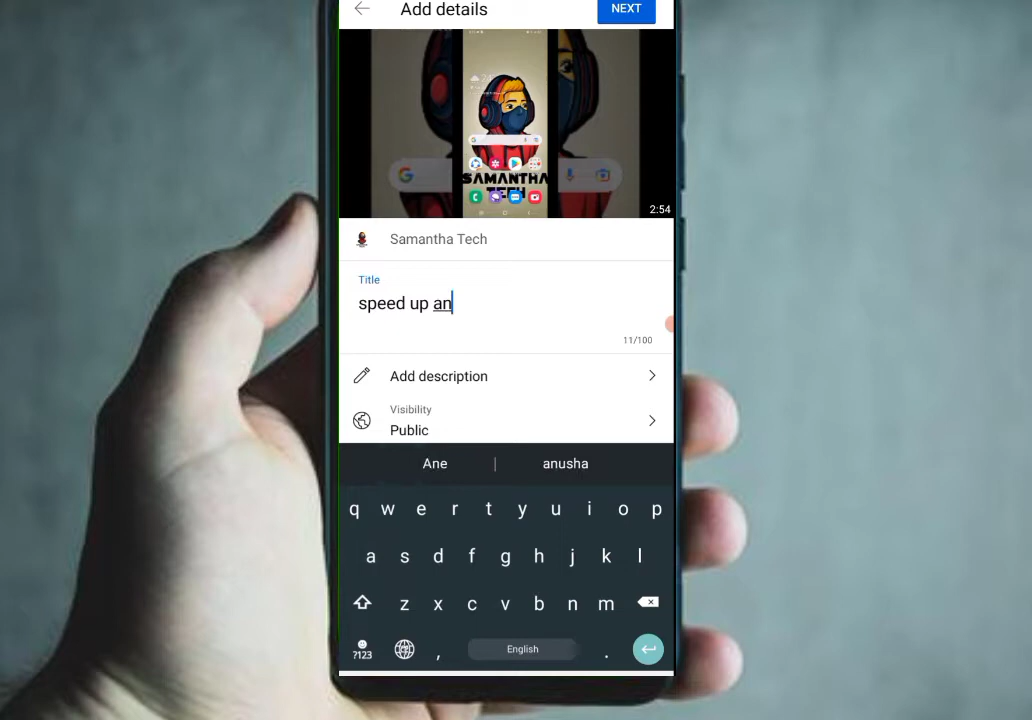 Add details
NEXT
SAMANTHA
TECH
2:54
Samantha Tech
Title
speed up an
11/100
Add description
Visibility
Public
Ane | anusha
q w e r t y u i o p
a s d f g h j k l
z x c v b n m
?123 , English .